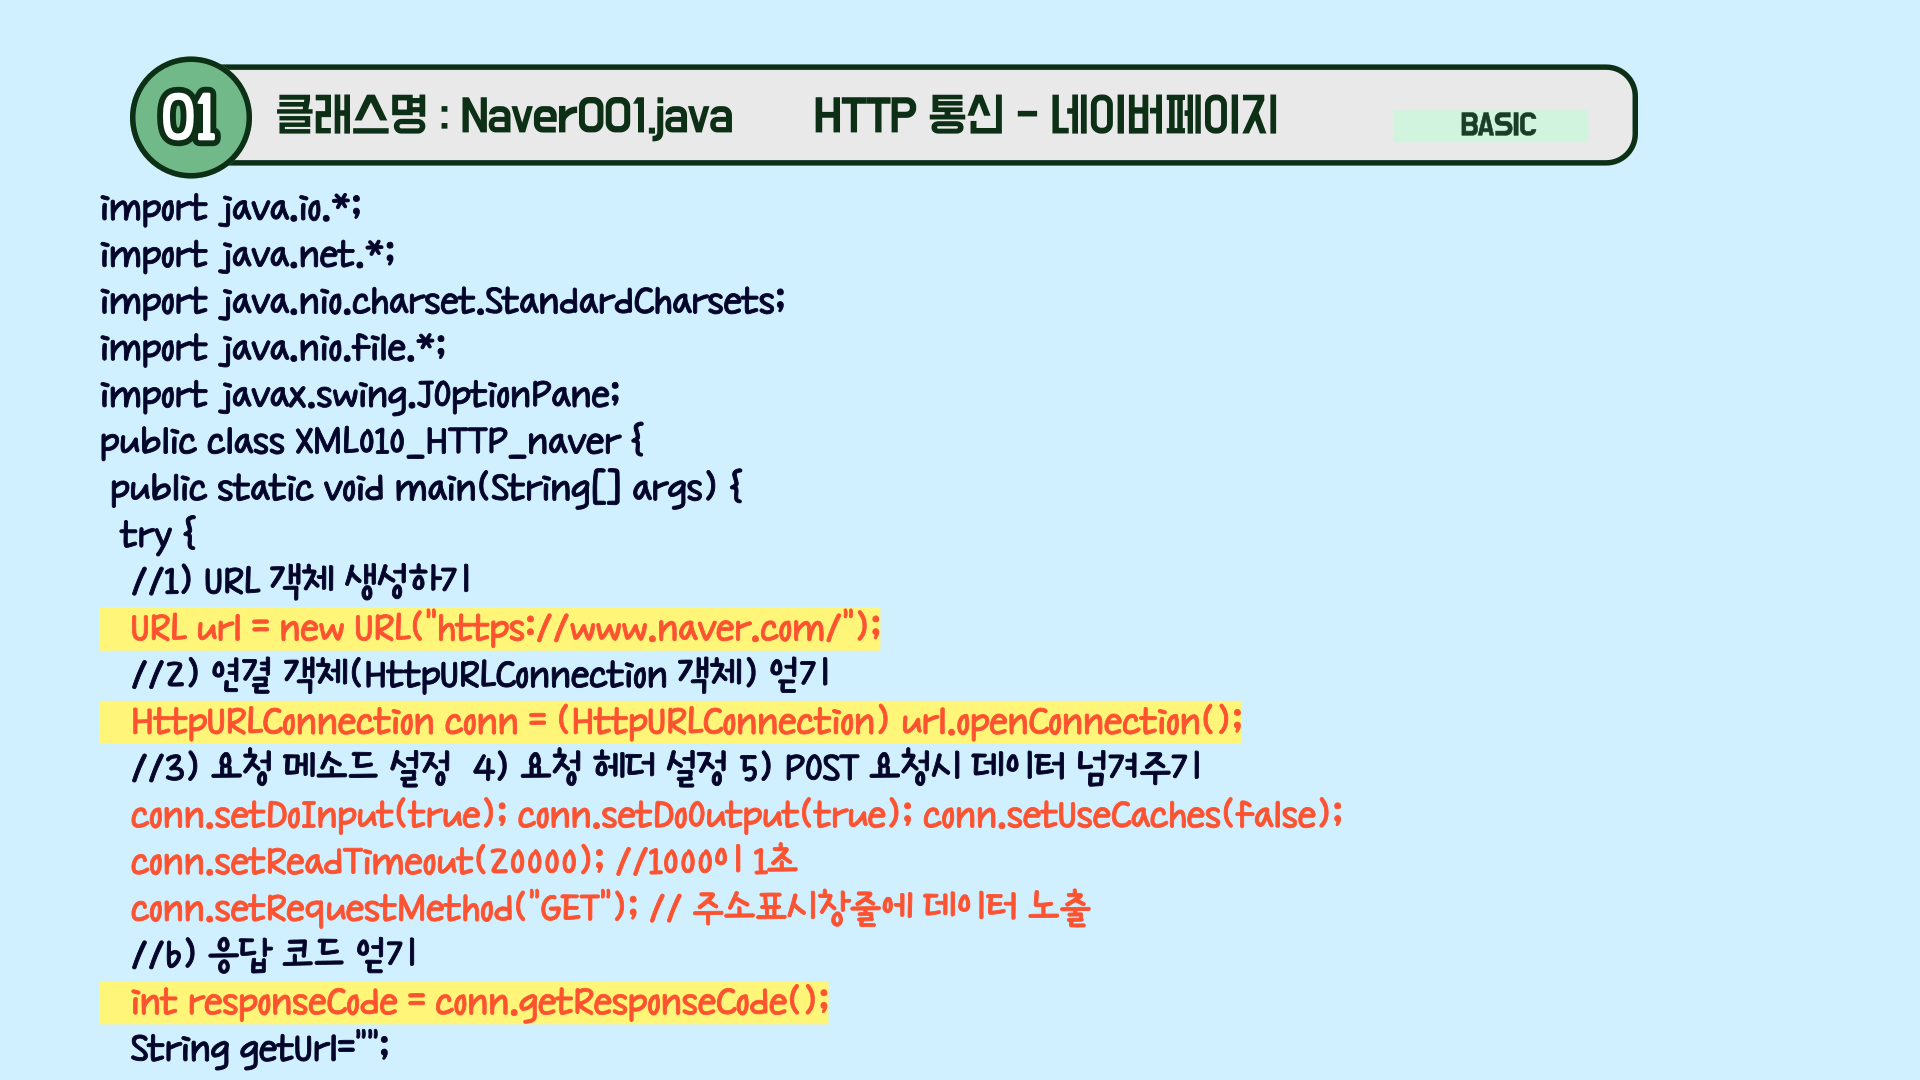 01 클래스명 : Naver001.java HTTP 통신 - 네이버페이지 BASIC
import java.io.*;
import java.net.*;
import java.nio.charset.StandardCharsets;
import java.nio.file.*;
import javax.swing.JOptionPane;
public class XML010_HTTP_naver {
public static void main(String[] args) {
try {
//1) URL 객체 생성하기
URL url = new URL("https://www.naver.com/");
//2) 연결 객체(HttpURLConnection 객체) 얻기
HttpURLConnection conn = (HttpURLConnection) url.openConnection();
//3) 요청 메소드 설정 4) 요청 헤더 설정 5) POST 요청시 데이터 넘겨주기
conn.setDoInput(true); conn.setDoOutput(true); conn.setUseCaches(false);
conn.setReadTimeout(20000); //1000이 1초
conn.setRequestMethod("GET"); // 주소표시창줄에 데이터 노출
//6) 응답 코드 얻기
int responseCode = conn.getResponseCode();
String getUrl="";